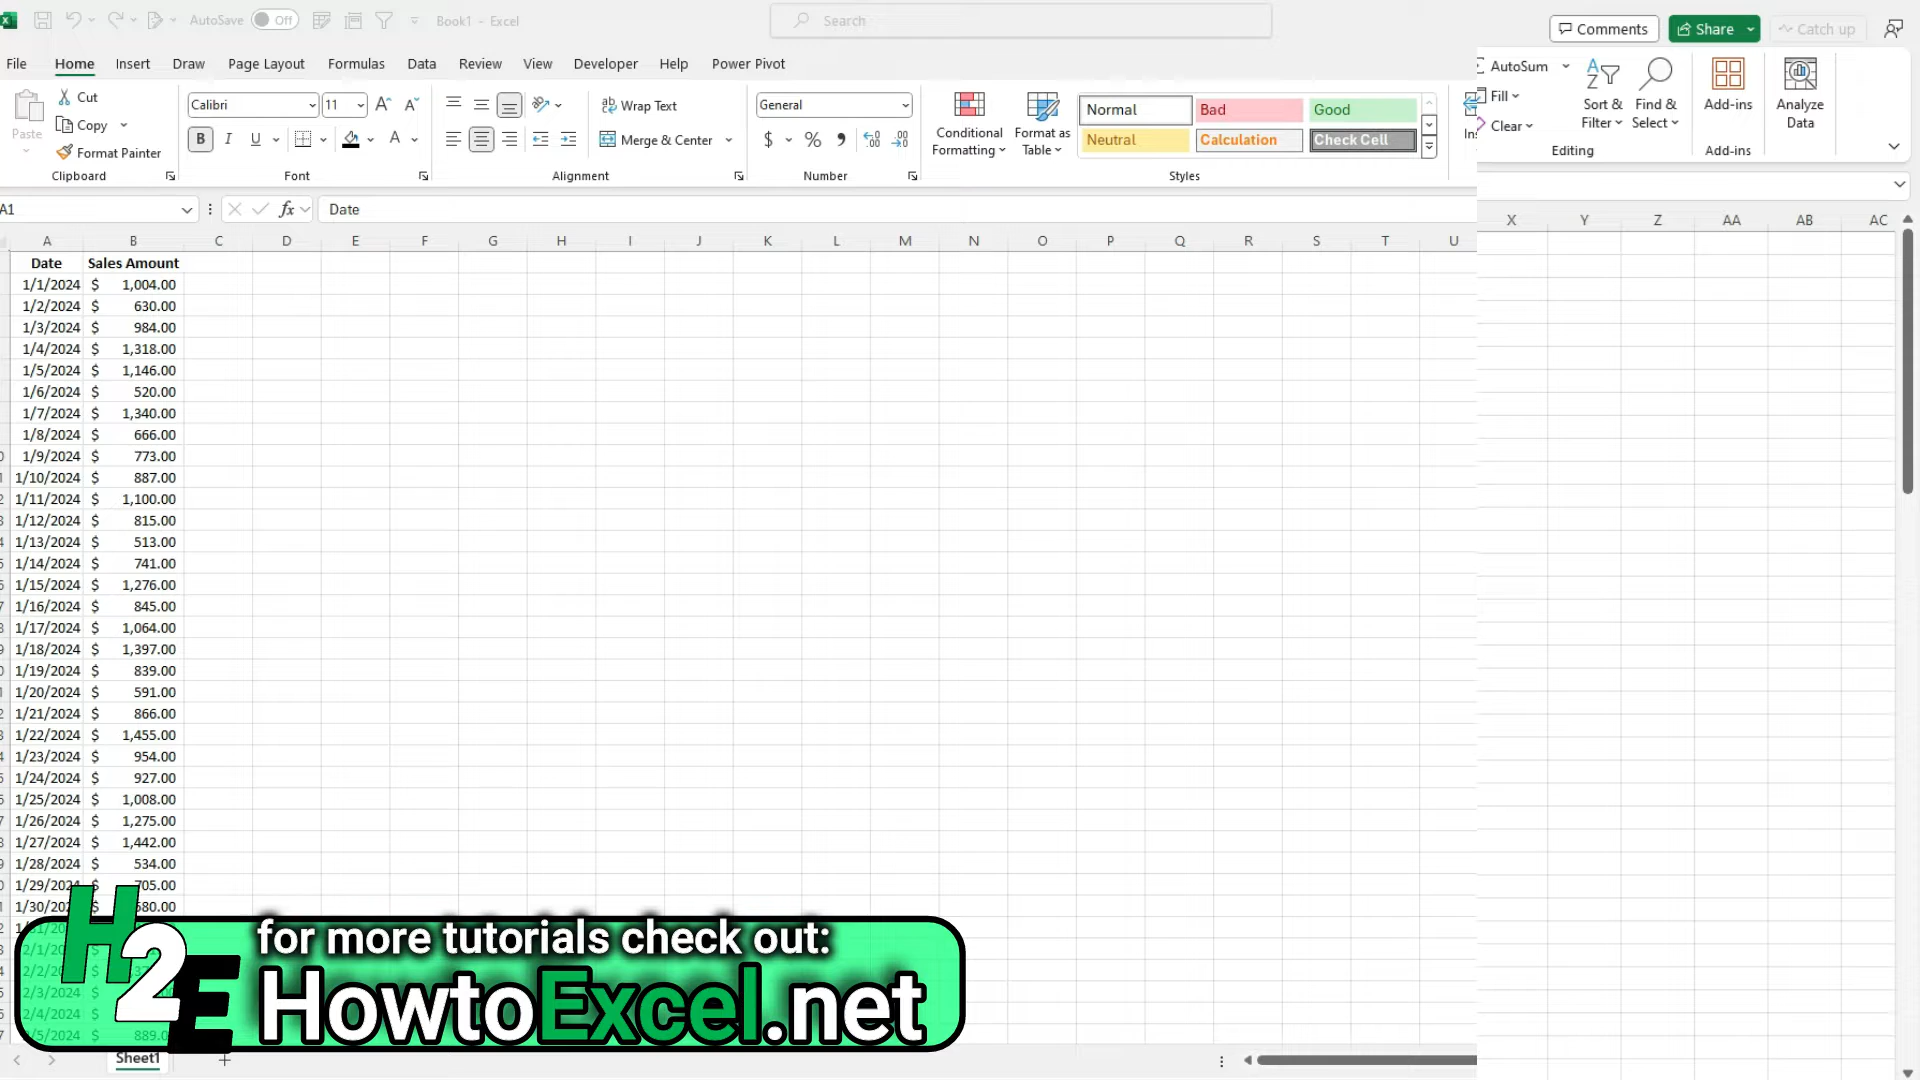 AutoSave Off Book1 - Excel Search
Comments Share Catch up
File Home Insert Draw Page Layout Formulas Data Review View Developer Help Power Pivot
Paste Cut Copy Format Painter Clipboard
Calibri 11 B I U A Font
ab Wrap Text Merge & Center Alignment
General $ % , Number
Conditional Formatting Format as Table
Normal Bad Good
Neutral Calculation Check Cell
Styles
AutoSum Fill Clear Sort & Filter Find & Select Editing
Add-ins Add-ins
Analyze Data
A1 fx Date
A B C D E F G H I J K L M N O P Q R S T U X Y Z AA AB AC
Date Sales Amount
1/1/2024 $ 1,004.00
1/2/2024 $ 630.00
1/3/2024 $ 984.00
1/4/2024 $ 1,318.00
1/5/2024 $ 1,146.00
1/6/2024 $ 520.00
1/7/2024 $ 1,340.00
1/8/2024 $ 666.00
1/9/2024 $ 773.00
1/10/2024 $ 887.00
1/11/2024 $ 1,100.00
1/12/2024 $ 815.00
1/13/2024 $ 513.00
1/14/2024 $ 741.00
1/15/2024 $ 1,276.00
1/16/2024 $ 845.00
1/17/2024 $ 1,064.00
1/18/2024 $ 1,397.00
1/19/2024 $ 839.00
1/20/2024 $ 591.00
1/21/2024 $ 866.00
1/22/2024 $ 1,455.00
1/23/2024 $ 954.00
1/24/2024 $ 927.00
1/25/2024 $ 1,008.00
1/26/2024 $ 1,275.00
1/27/2024 $ 1,442.00
1/28/2024 $ 534.00
1/29/2024 $ 705.00
H2E
for more tutorials check out:
HowtoExcel.net
Sheet1